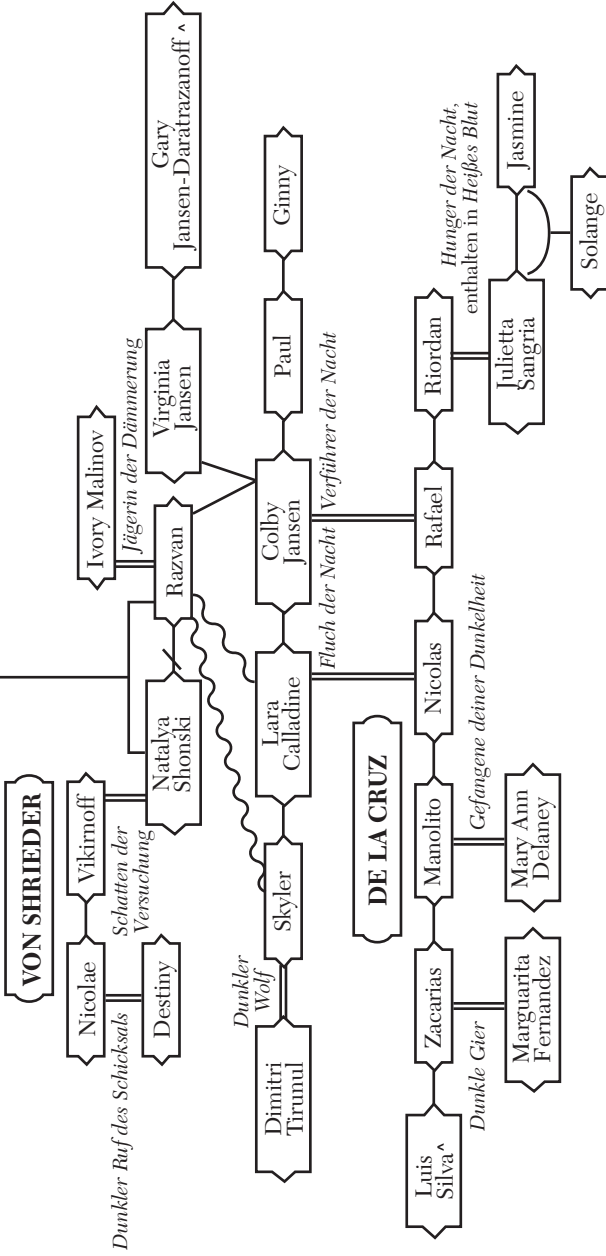 VON SHRIEDER
Nicolae
Vikirnoff
Ivory Malinov
Dunkler Ruf des Schicksals
Schatten der
Versuchung
Jägerin der Dämmerung
Destiny
Natalya
Shonski
Razvan
Virginia
Jansen
Gary
Jansen-Daratrazanoff ^
Dunkler
Wolf
Dimitri
Tirunul
Skyler
Lara
Calladine
Colby
Jansen
Paul
Ginny
Fluch der Nacht
Verführer der Nacht
DE LA CRUZ
Luis
Silva^
Zacarias
Manolito
Nicolas
Rafael
Riordan
Hunger der Nacht,
enthalten in Heißes Blut
Dunkle Gier
Gefangene deiner Dunkelheit
Marguarita
Fernandez
Mary Ann
Delaney
Julietta
Sangria
Jasmine
Solange